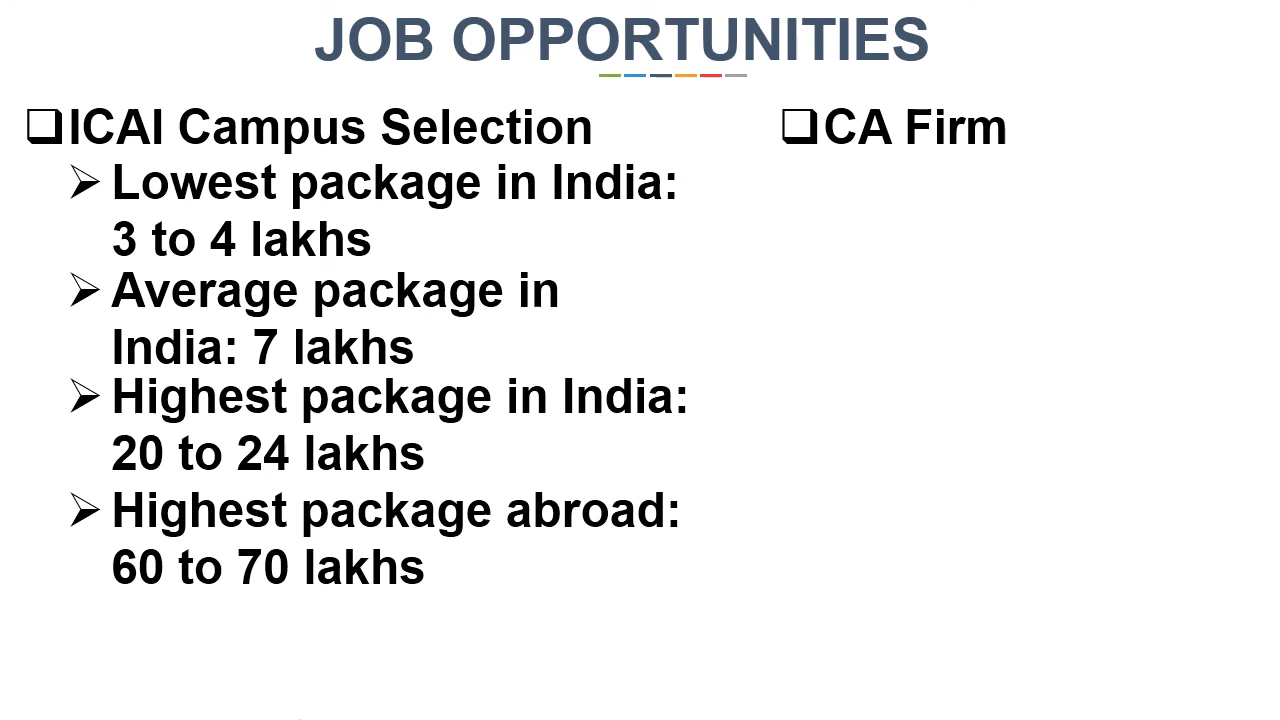 JOB OPPORTUNITIES
❑ICAI Campus Selection
➢Lowest package in India:
3 to 4 lakhs
➢Average package in
India: 7 lakhs
➢Highest package in India:
20 to 24 lakhs
➢Highest package abroad:
60 to 70 lakhs
❑CA Firm